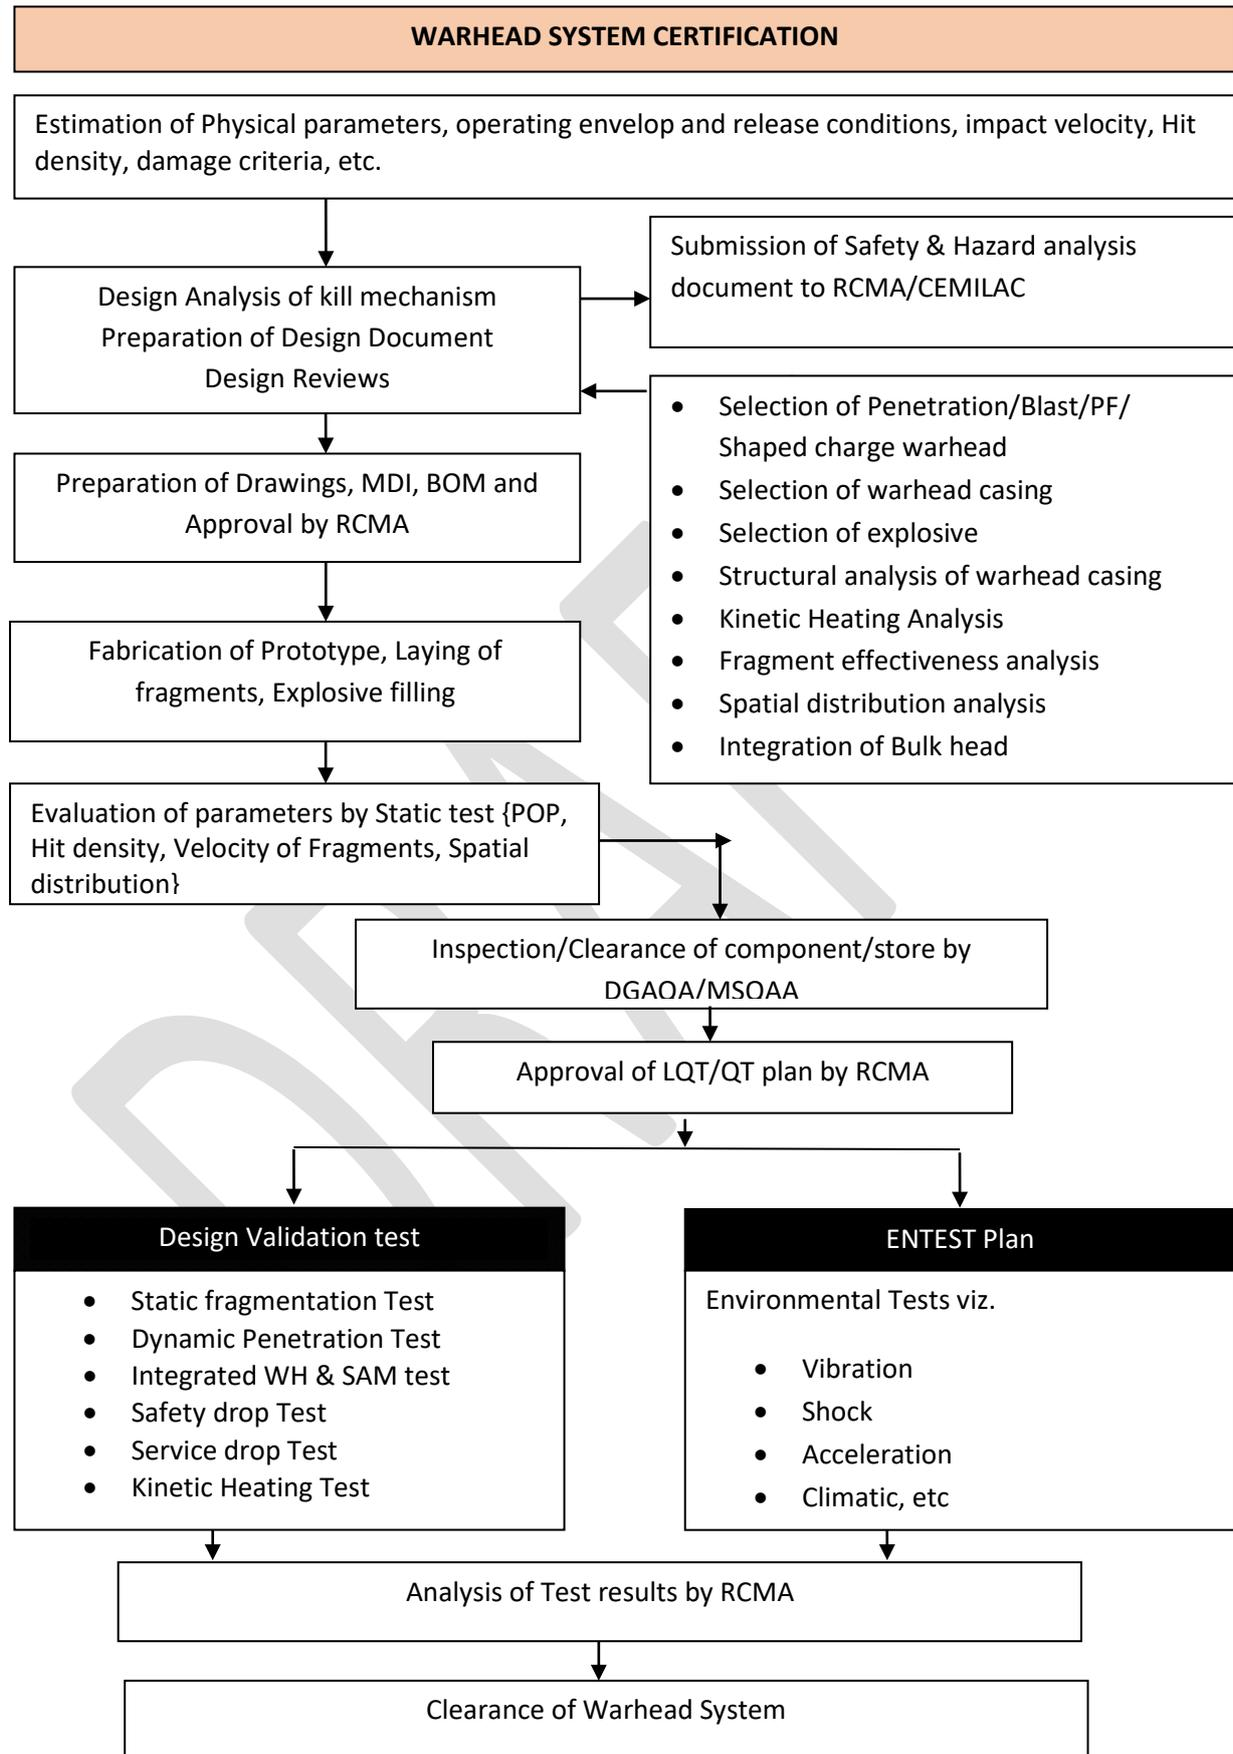 WARHEAD SYSTEM CERTIFICATION
Estimation of Physical parameters, operating envelop and release conditions, impact velocity, Hit
density, damage criteria, etc.
Submission of Safety & Hazard analysis
document to RCMA/CEMILAC
Design Analysis of kill mechanism
Preparation of Design Document
Design Reviews
• Selection of Penetration/Blast/PF/
Shaped charge warhead
• Selection of warhead casing
• Selection of explosive
• Structural analysis of warhead casing
• Kinetic Heating Analysis
• Fragment effectiveness analysis
• Spatial distribution analysis
• Integration of Bulk head
Preparation of Drawings, MDI, BOM and
Approval by RCMA
Fabrication of Prototype, Laying of
fragments, Explosive filling
Evaluation of parameters by Static test {POP,
Hit density, Velocity of Fragments, Spatial
distribution}
Inspection/Clearance of component/store by
DGAQA/MSQAA
Approval of LQT/QT plan by RCMA
Design Validation test
• Static fragmentation Test
• Dynamic Penetration Test
• Integrated WH & SAM test
• Safety drop Test
• Service drop Test
• Kinetic Heating Test
ENTEST Plan
Environmental Tests viz.
• Vibration
• Shock
• Acceleration
• Climatic, etc
Analysis of Test results by RCMA
Clearance of Warhead System
DRAF